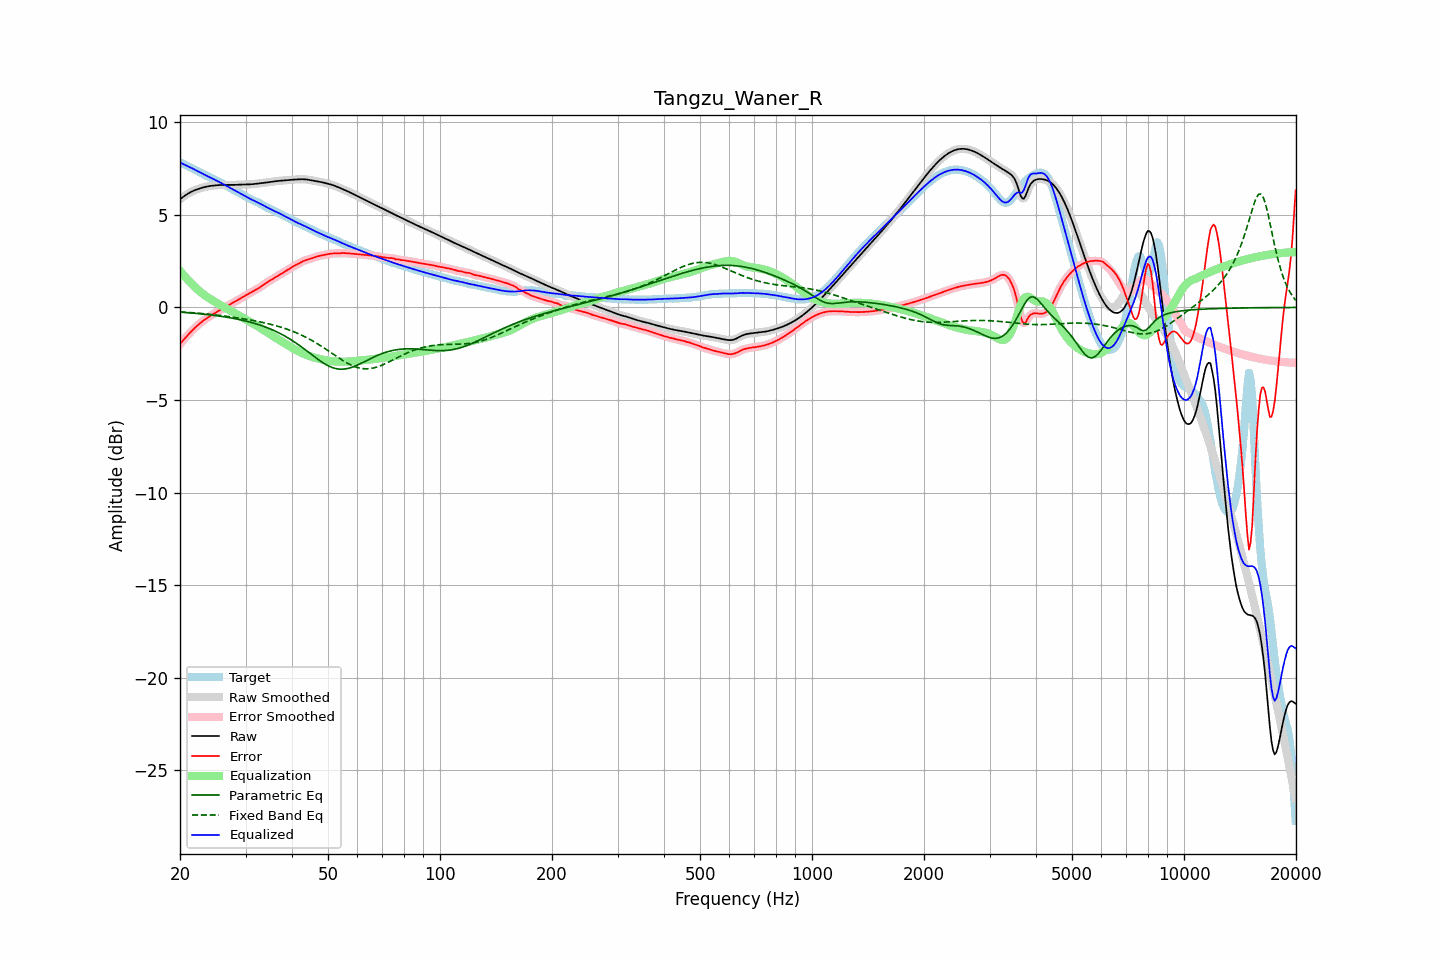 Tangzu_Waner_R
Amplitude (dBr)
10
5
0
−5
−10
−15
−20
−25
Target
Raw Smoothed
Error Smoothed
Raw
Error
Equalization
Parametric Eq
Fixed Band Eq
Equalized
20 50 100 200 500 1000 2000 5000 10000 20000
Frequency (Hz)